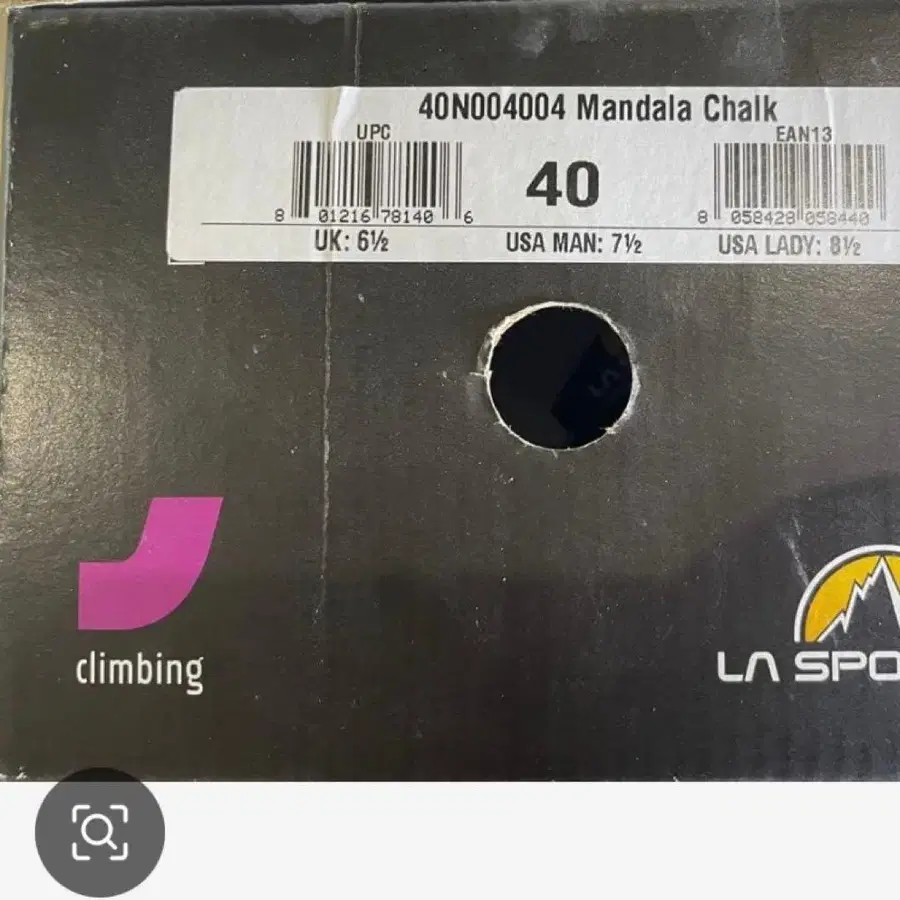 40N004004 Mandala Chalk
UPC
EAN13
40
8 01216 78140 6
8 058428 058440
UK: 6½
USA MAN: 7½
USA LADY: 8½
climbing
LA SPO